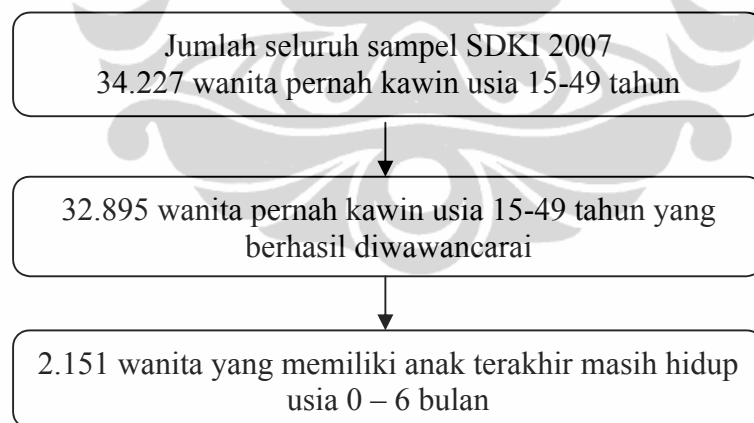 Jumlah seluruh sampel SDKI 2007
34.227 wanita pernah kawin usia 15-49 tahun
32.895 wanita pernah kawin usia 15-49 tahun yang
berhasil diwawancarai
2.151 wanita yang memiliki anak terakhir masih hidup
usia 0 – 6 bulan